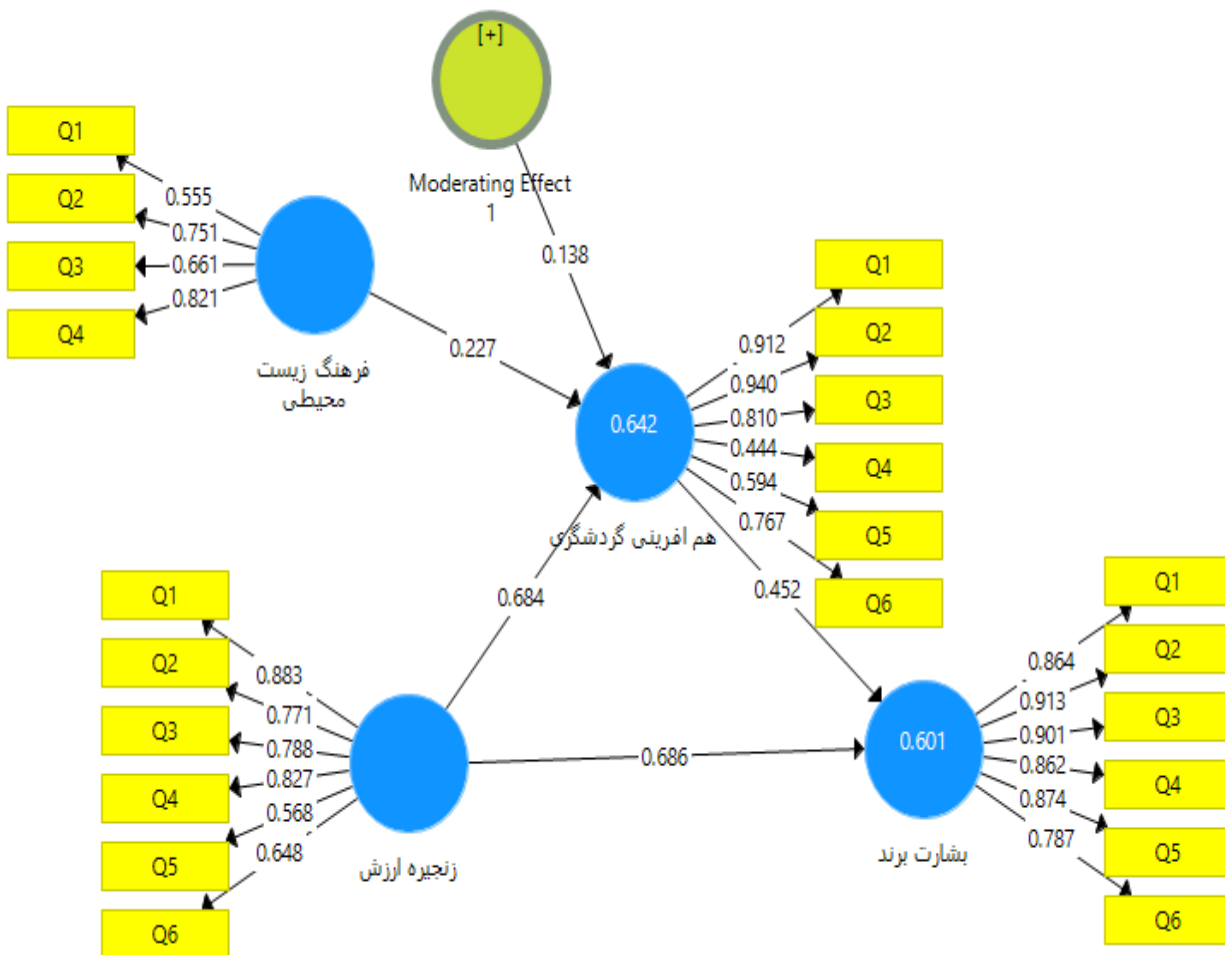 [+]
Moderating Effect
1
0.138
Q1
Q2
Q3
Q4
0.555
0.751
0.661
0.821
فرهنگ زیست
محیطی
0.227
0.642
هم افرینی گردشگری
0.912
0.940
0.810
0.444
0.594
0.767
Q1
Q2
Q3
Q4
Q5
Q6
0.684
0.452
Q1
Q2
Q3
Q4
Q5
Q6
0.883
0.771
0.788
0.827
0.568
0.648
زنجیره ارزش
0.686
0.601
بشارت برند
0.864
0.913
0.901
0.862
0.874
0.787
Q1
Q2
Q3
Q4
Q5
Q6